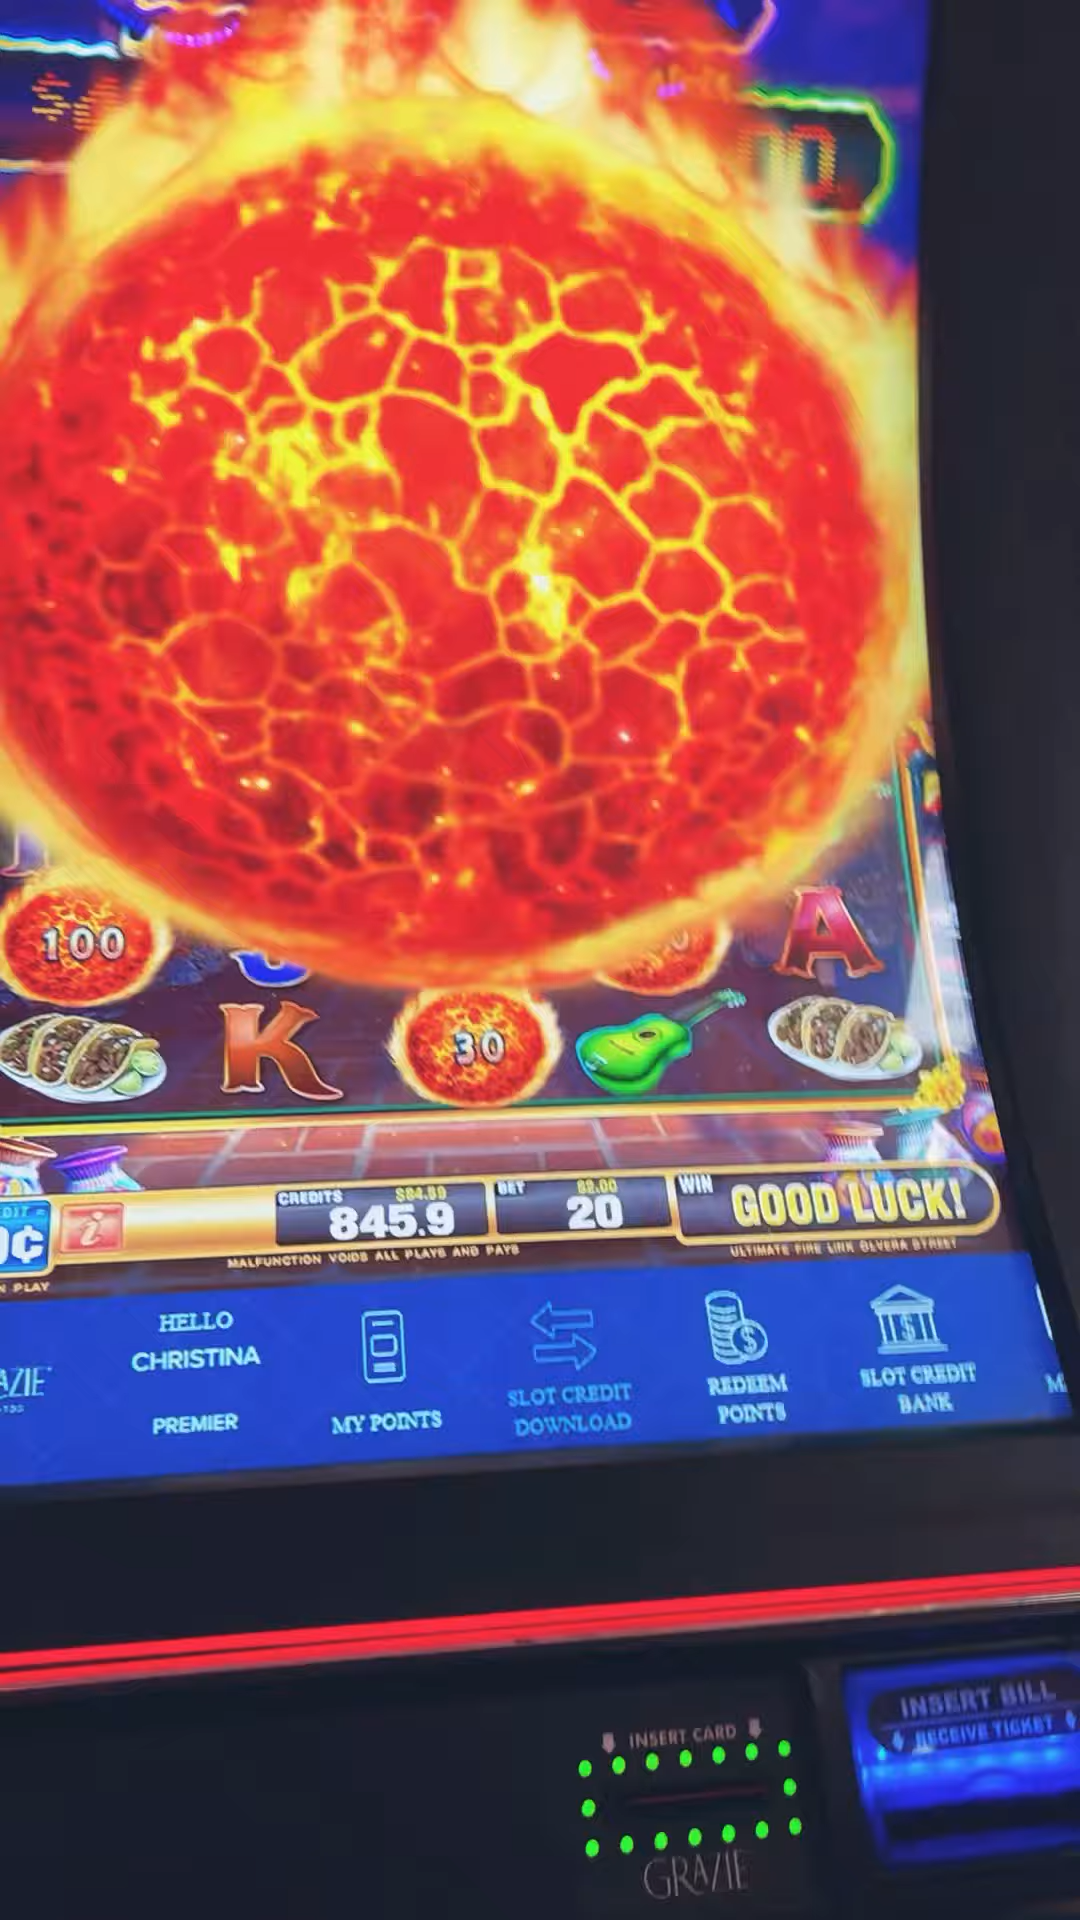 00
100
A
K
30
CREDITS $84.59
845.9
BET $2.00
20
WIN
GOOD LUCK!
MALFUNCTION VOIDS ALL PLAYS AND PAYS
ULTIMATE FIRE LINK OLVERA STREET
¢
PLAY
HELLO
CHRISTINA
PREMIER
MY POINTS
SLOT CREDIT
DOWNLOAD
REDEEM
POINTS
SLOT CREDIT
BANK
INSERT CARD
GRAZIE
INSERT BILL
RECEIVE TICKET